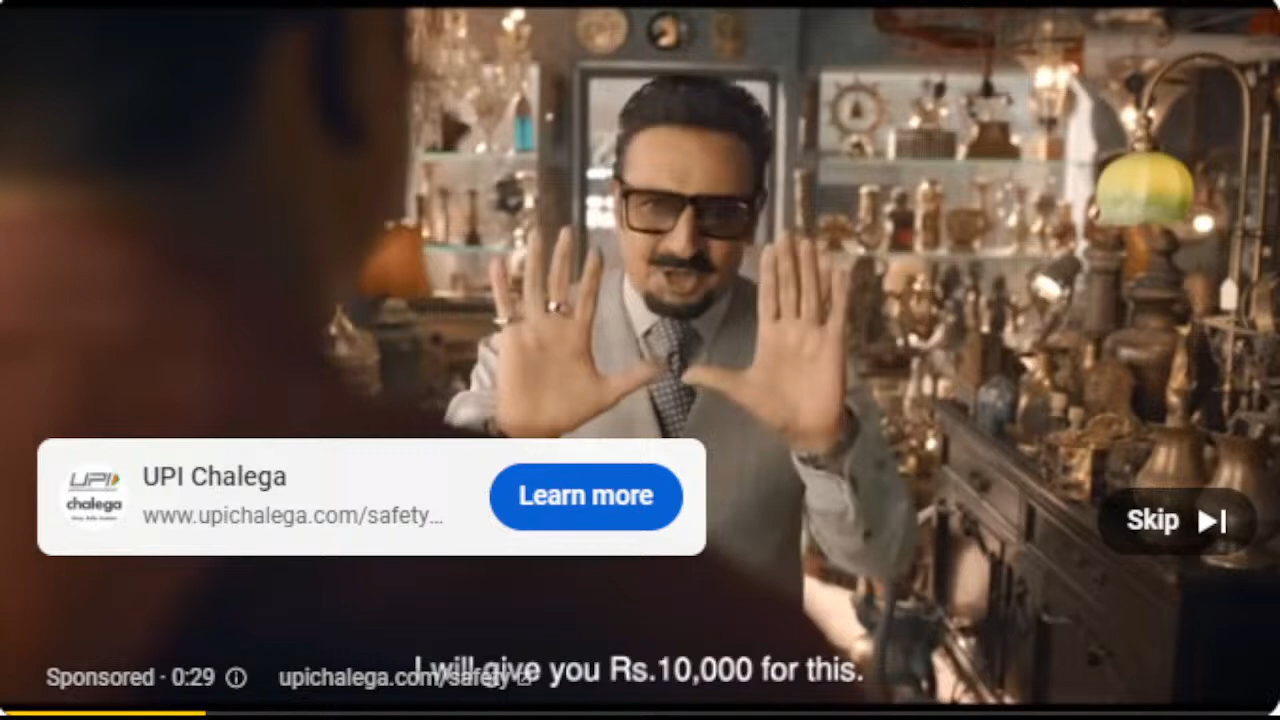 UPI
chalega
UPI Chalega
www.upichalega.com/safety...
Learn more
Skip
I will give you Rs.10,000 for this.
Sponsored · 0:29
upichalega.com/safety